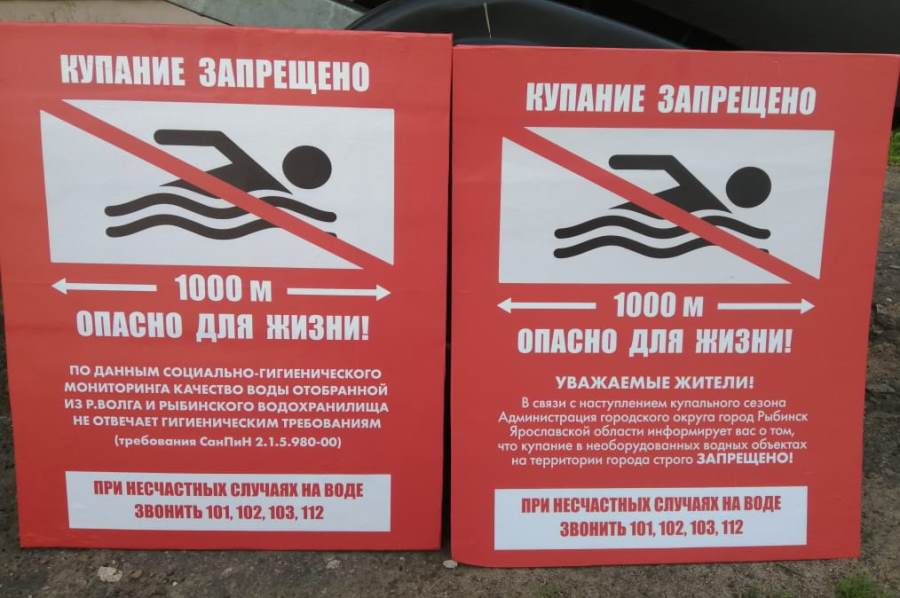 КУПАНИЕ ЗАПРЕЩЕНО
1000 м
ОПАСНО ДЛЯ ЖИЗНИ!
ПО ДАННЫМ СОЦИАЛЬНО-ГИГИЕНИЧЕСКОГО
МОНИТОРИНГА КАЧЕСТВО ВОДЫ ОТОБРАННОЙ
ИЗ Р.ВОЛГА И РЫБИНСКОГО ВОДОХРАНИЛИЩА
НЕ ОТВЕЧАЕТ ГИГИЕНИЧЕСКИМ ТРЕБОВАНИЯМ
(требования СанПиН 2.1.5.980-00)
ПРИ НЕСЧАСТНЫХ СЛУЧАЯХ НА ВОДЕ
ЗВОНИТЬ 101, 102, 103, 112
КУПАНИЕ ЗАПРЕЩЕНО
1000 м
ОПАСНО ДЛЯ ЖИЗНИ!
УВАЖАЕМЫЕ ЖИТЕЛИ!
В связи с наступлением купального сезона
Администрация городского округа город Рыбинск
Ярославской области информирует вас о том,
что купание в необорудованных водных объектах
на территории города строго ЗАПРЕЩЕНО!
ПРИ НЕСЧАСТНЫХ СЛУЧАЯХ НА ВОДЕ
ЗВОНИТЬ 101, 102, 103, 112